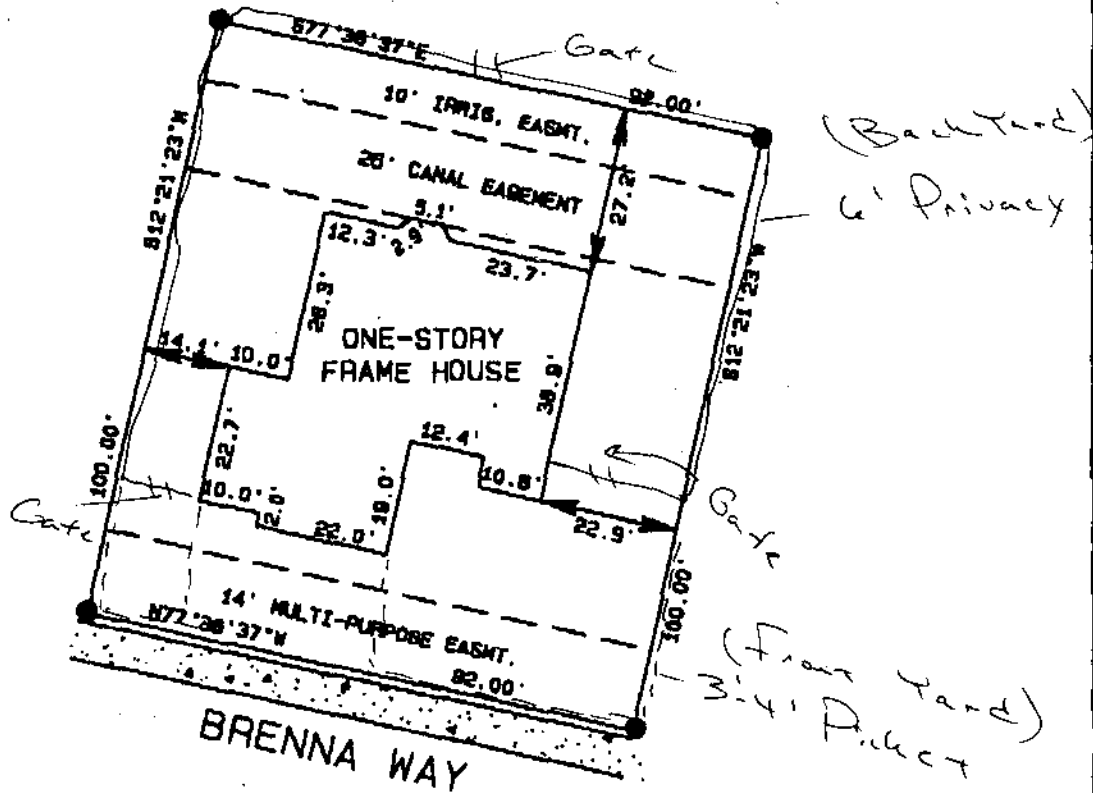 S77°38'37"E
Gate
92.00'
10' IRRIG. EASMT.
(Back Yard)
26' CANAL EASEMENT
6' Privacy
27.2'
S12°21'23"W
5.1'
12.3'
2.9'
23.7'
S12°21'23"W
26.9'
ONE-STORY
FRAME HOUSE
14.1'
10.0'
38.9'
12.4'
22.7'
10.8'
100.00'
10.0'
2.0'
19.0'
Gate
22.0'
22.9'
Gate
100.00'
14' MULTI-PURPOSE EASMT.
N77°38'37"W
92.00'
(Front Yard)
3'-4' Picket
BRENNA WAY